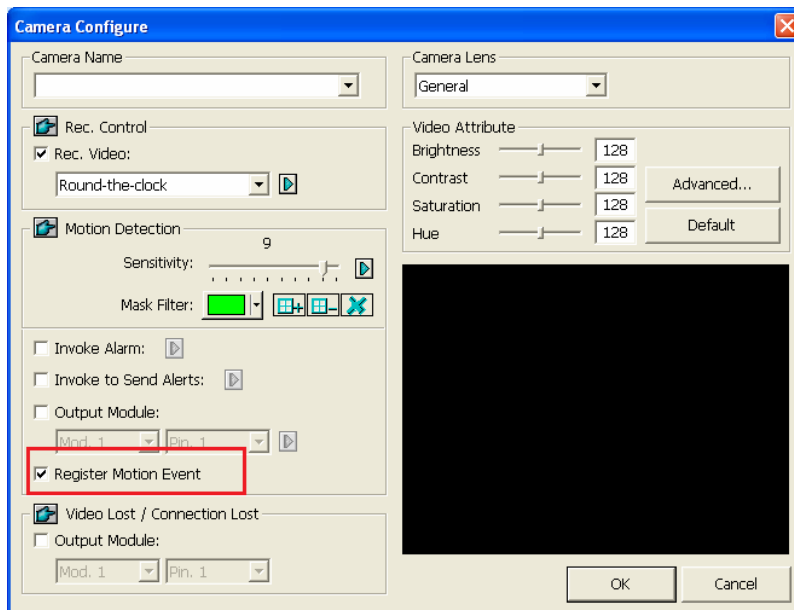 Camera Configure
Camera Name
Camera Lens
General
Rec. Control
Rec. Video:
Round-the-clock
Video Attribute
Brightness 128
Contrast 128
Saturation 128
Hue 128
Advanced...
Default
Motion Detection
9
Sensitivity:
Mask Filter:
Invoke Alarm:
Invoke to Send Alerts:
Output Module:
Mod. 1 Pin. 1
Register Motion Event
Video Lost / Connection Lost
Output Module:
Mod. 1 Pin. 1
OK Cancel